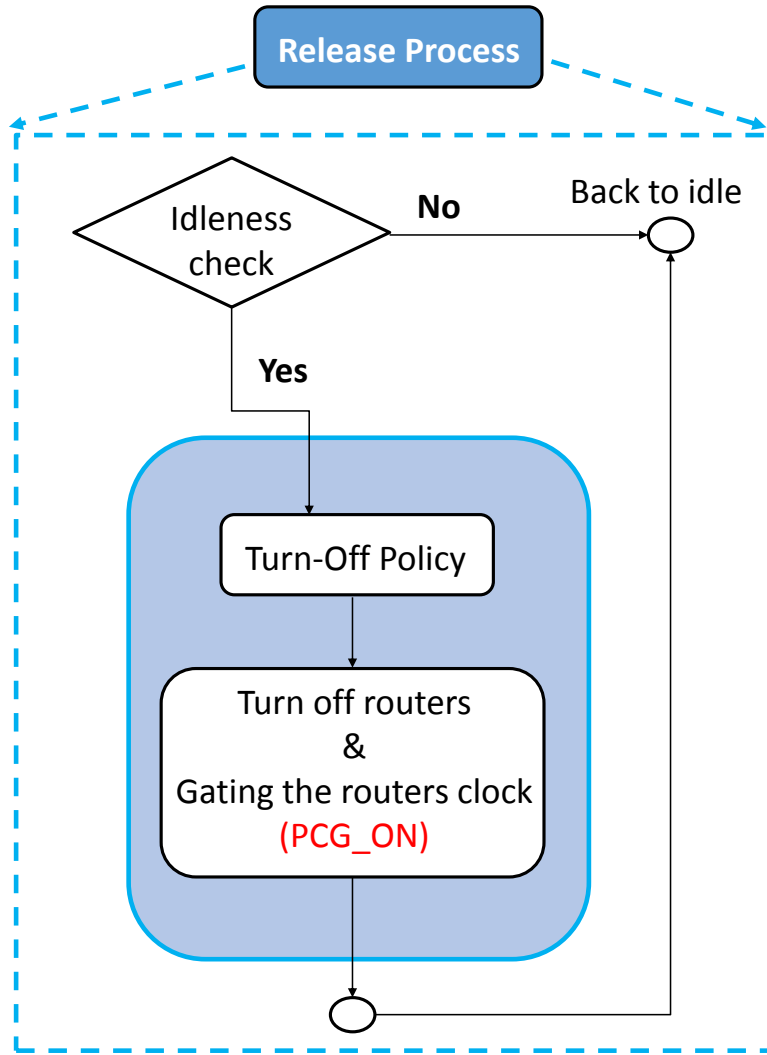 Release Process
Idleness
check
No
Back to idle
Yes
Turn-Off Policy
Turn off routers
&
Gating the routers clock
(PCG_ON)